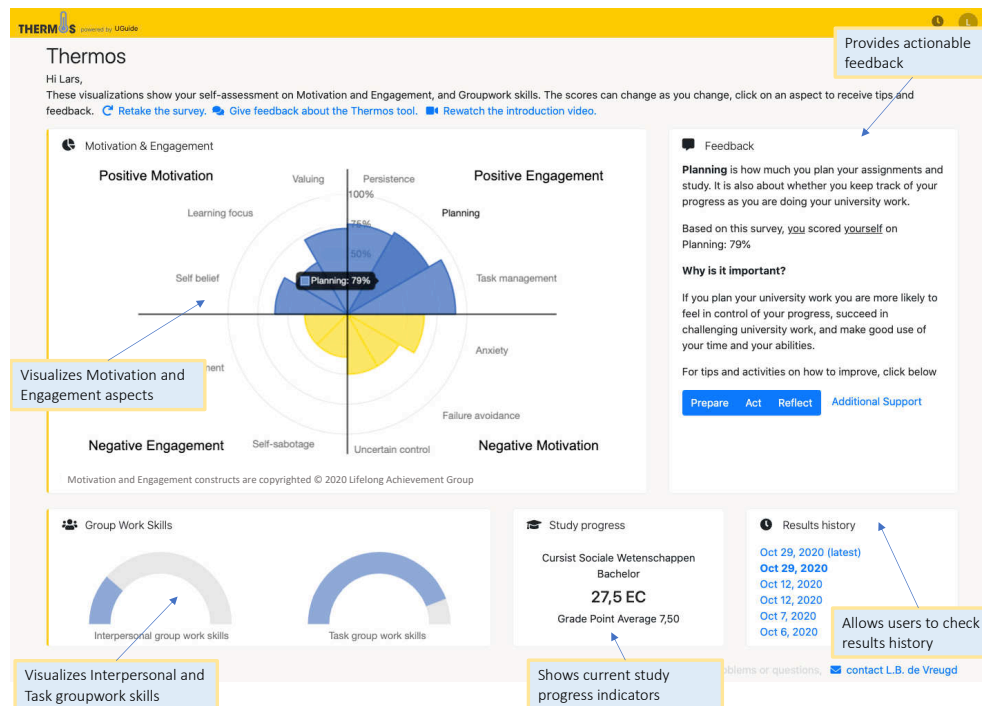 THERMOS powered by UGuide
L
Provides actionable
feedback
Thermos
Hi Lars,
These visualizations show your self-assessment on Motivation and Engagement, and Groupwork skills. The scores can change as you change, click on an aspect to receive tips and
feedback. Retake the survey. Give feedback about the Thermos tool. Rewatch the introduction video.
Motivation & Engagement
Positive Motivation
Valuing
Persistence
Positive Engagement
100%
Learning focus
Planning
75%
50%
Self belief
Planning: 79%
Task management
Anxiety
Visualizes Motivation and
Engagement aspects
Failure avoidance
Negative Engagement
Self-sabotage
Uncertain control
Negative Motivation
Motivation and Engagement constructs are copyrighted © 2020 Lifelong Achievement Group
Feedback
Planning is how much you plan your assignments and
study. It is also about whether you keep track of your
progress as you are doing your university work.
Based on this survey, you scored yourself on
Planning: 79%
Why is it important?
If you plan your university work you are more likely to
feel in control of your progress, succeed in
challenging university work, and make good use of
your time and your abilities.
For tips and activities on how to improve, click below
Prepare Act Reflect Additional Support
Group Work Skills
Interpersonal group work skills
Task group work skills
Visualizes Interpersonal and
Task groupwork skills
Study progress
Cursist Sociale Wetenschappen
Bachelor
27,5 EC
Grade Point Average 7,50
Shows current study
progress indicators
Results history
Oct 29, 2020 (latest)
Oct 29, 2020
Oct 12, 2020
Oct 12, 2020
Oct 7, 2020
Oct 6, 2020
Allows users to check
results history
or questions, contact L.B. de Vreugd